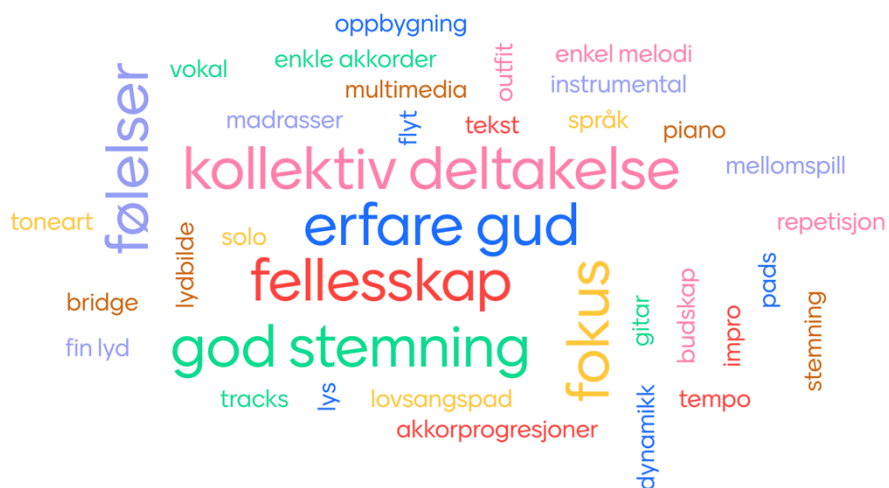 oppbygning
vokal
enkle akkorder
outfit
enkel melodi
følelser
multimedia
instrumental
madrasser
flyt
tekst
språk
piano
kollektiv deltakelse
mellomspill
toneart
lydbilde
solo
erfare gud
repetisjon
fellesskap
fokus
pads
bridge
gitar
budskap
impro
stemning
fin lyd
god stemning
tracks
lys
lovsangspad
dynamikk
tempo
akkorprogresjoner